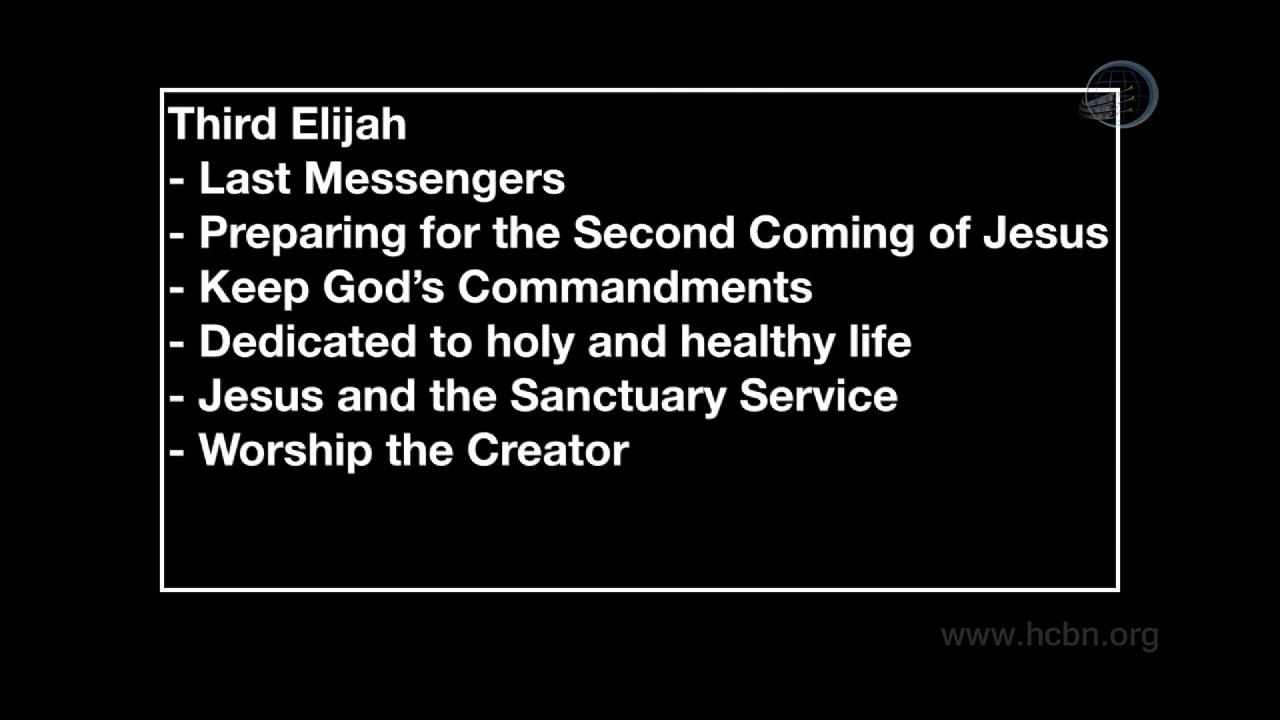 Third Elijah
- Last Messengers
- Preparing for the Second Coming of Jesus
- Keep God’s Commandments
- Dedicated to holy and healthy life
- Jesus and the Sanctuary Service
- Worship the Creator
www.hcbn.org